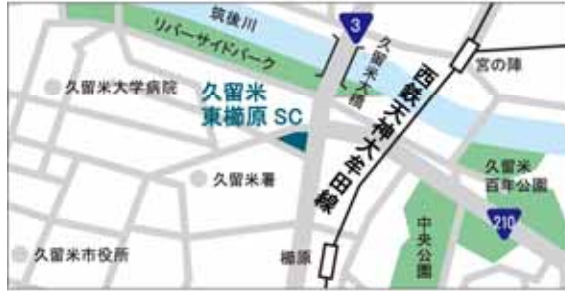 筑後川
リバーサイドパーク
3
久留米大橋
宮の陣
久留米大学病院
久留米
東櫛原 SC
西鉄天神大牟田線
久留米署
久留米
百年公園
210
中央公園
久留米市役所
櫛原